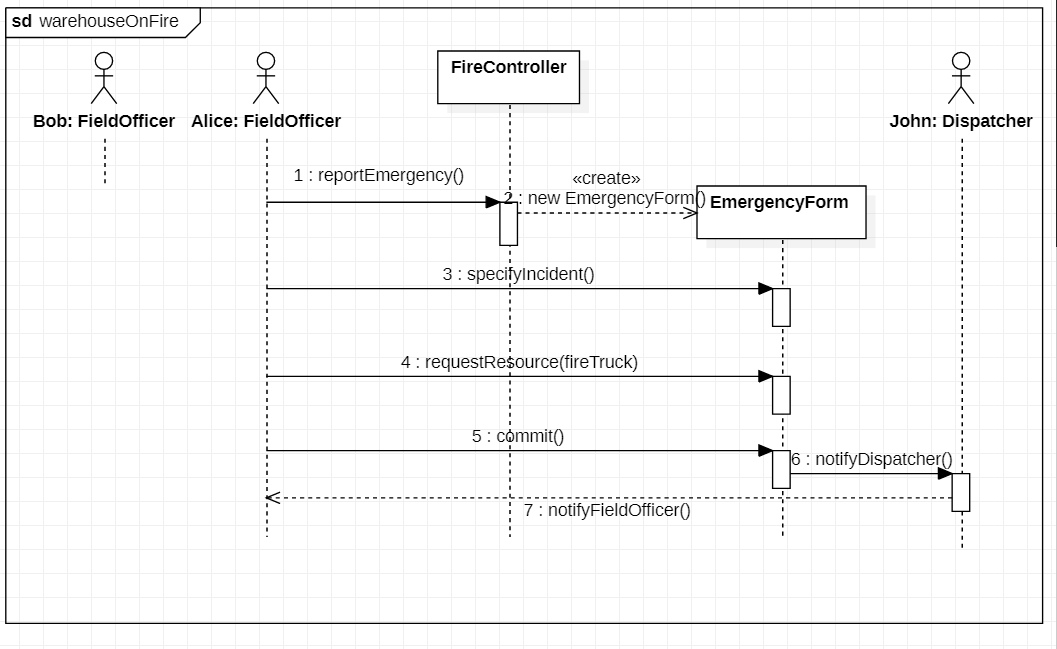 sd warehouseOnFire
FireController
Bob: FieldOfficer
Alice: FieldOfficer
John: Dispatcher
1 : reportEmergency()
«create»
2 : new EmergencyForm()
EmergencyForm
3 : specifyIncident()
4 : requestResource(fireTruck)
5 : commit()
6 : notifyDispatcher()
7 : notifyFieldOfficer()